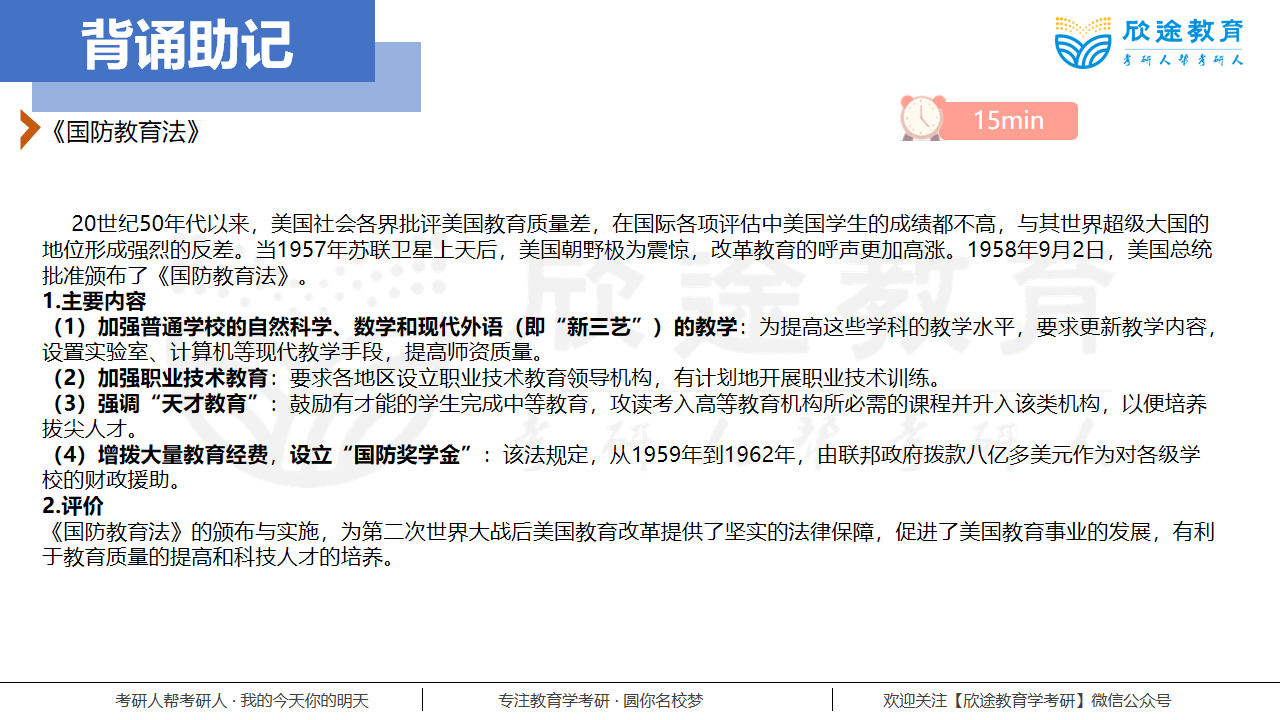 背诵助记
欣途教育
考研人帮考研人
《国防教育法》
15min
20世纪50年代以来，美国社会各界批评美国教育质量差，在国际各项评估中美国学生的成绩都不高，与其世界超级大国的
地位形成强烈的反差。当1957年苏联卫星上天后，美国朝野极为震惊，改革教育的呼声更加高涨。1958年9月2日，美国总统
批准颁布了《国防教育法》。
1.主要内容
（1）加强普通学校的自然科学、数学和现代外语（即“新三艺”）的教学：为提高这些学科的教学水平，要求更新教学内容，
设置实验室、计算机等现代教学手段，提高师资质量。
（2）加强职业技术教育：要求各地区设立职业技术教育领导机构，有计划地开展职业技术训练。
（3）强调“天才教育”：鼓励有才能的学生完成中等教育，攻读考入高等教育机构所必需的课程并升入该类机构，以便培养
拔尖人才。
（4）增拨大量教育经费，设立“国防奖学金”：该法规定，从1959年到1962年，由联邦政府拨款八亿多美元作为对各级学
校的财政援助。
2.评价
《国防教育法》的颁布与实施，为第二次世界大战后美国教育改革提供了坚实的法律保障，促进了美国教育事业的发展，有利
于教育质量的提高和科技人才的培养。
欣途教育
考研人帮考研人
考研人帮考研人·我的今天你的明天
专注教育学考研·圆你名校梦
欢迎关注【欣途教育学考研】微信公众号